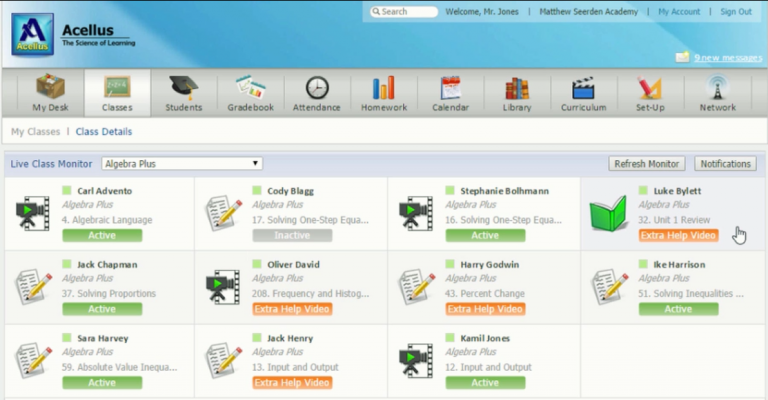 Search
Welcome, Mr. Jones | Matthew Seerden Academy | My Account | Sign Out
Acellus
Acellus
The Science of Learning
9 new messages
My Desk
Classes
Students
Gradebook
Attendance
Homework
Calendar
Library
Curriculum
Set-Up
Network
My Classes | Class Details
Live Class Monitor
Algebra Plus
Refresh Monitor
Notifications
Carl Advento
Algebra Plus
4. Algebraic Language
Active
Cody Blagg
Algebra Plus
17. Solving One-Step Equa...
Inactive
Stephanie Bolhmann
Algebra Plus
16. Solving One-Step Equa...
Active
Luke Bylett
Algebra Plus
32. Unit 1 Review
Extra Help Video
Jack Chapman
Algebra Plus
37. Solving Proportions
Active
Oliver David
Algebra Plus
208. Frequency and Histog...
Extra Help Video
Harry Godwin
Algebra Plus
43. Percent Change
Extra Help Video
Ike Harrison
Algebra Plus
51. Solving Inequalities ...
Active
Sara Harvey
Algebra Plus
59. Absolute Value Inequa...
Active
Jack Henry
Algebra Plus
13. Input and Output
Extra Help Video
Kamil Jones
Algebra Plus
12. Input and Output
Active